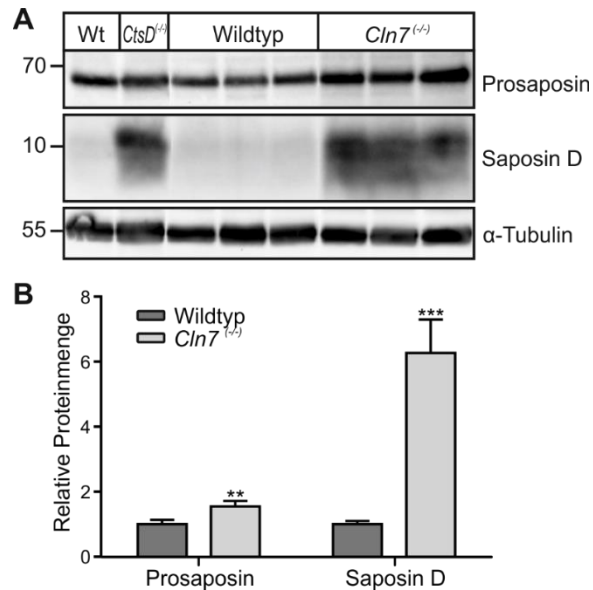 A
Wt CtsD(-/-) Wildtyp Cln7(-/-)
70 Prosaposin
10 Saposin D
55 α-Tubulin
B
8
6
4
2
0
Relative Proteinmenge
Wildtyp
Cln7 (-/-)
** ***
Prosaposin Saposin D